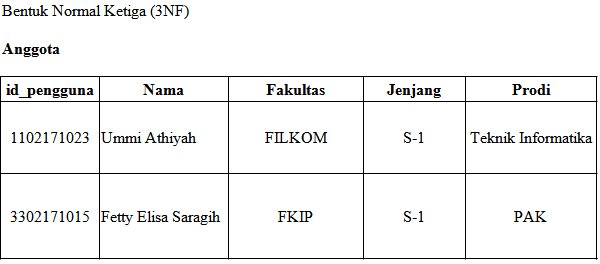 Bentuk Normal Ketiga (3NF)
Anggota
id_pengguna Nama Fakultas Jenjang Prodi
1102171023 Ummi Athiyah FILKOM S-1 Teknik Informatika
3302171015 Fetty Elisa Saragih FKIP S-1 PAK